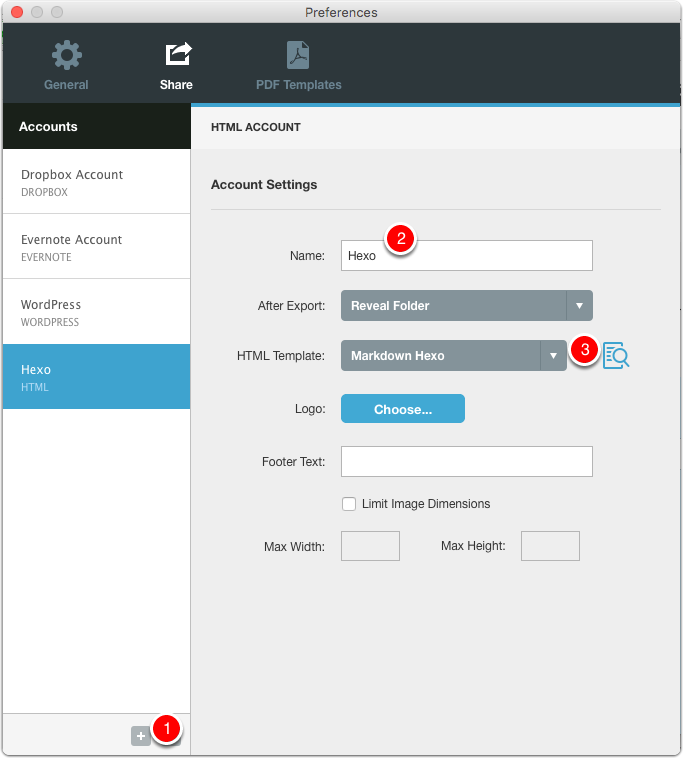 Preferences
General Share PDF Templates
Accounts
HTML ACCOUNT
Dropbox Account
DROPBOX
Evernote Account
EVERNOTE
WordPress
WORDPRESS
Hexo
HTML
+ 1
Account Settings
2
Name: Hexo
After Export: Reveal Folder
HTML Template: Markdown Hexo 3
Logo: Choose...
Footer Text:
Limit Image Dimensions
Max Width: Max Height: